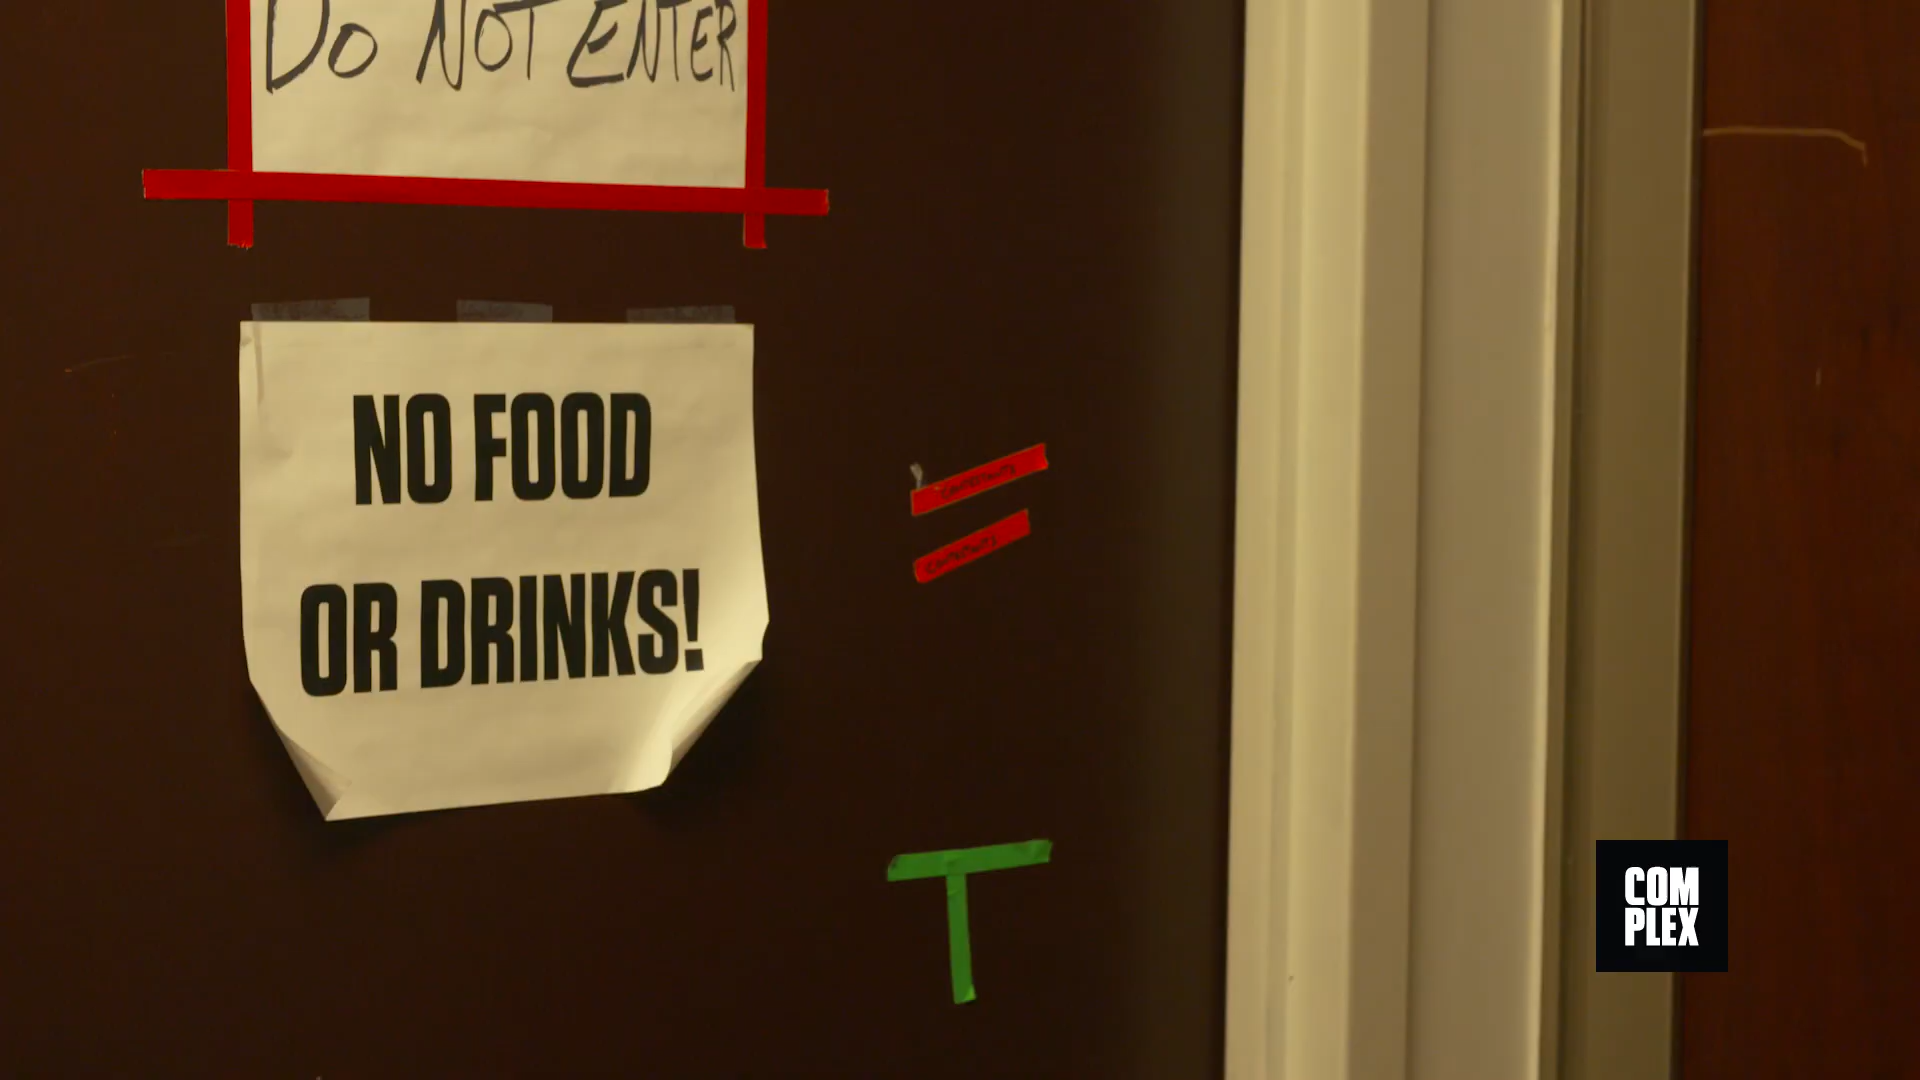 Do NOT ENTER
NO FOOD
OR DRINKS!
T
COM
PLEX